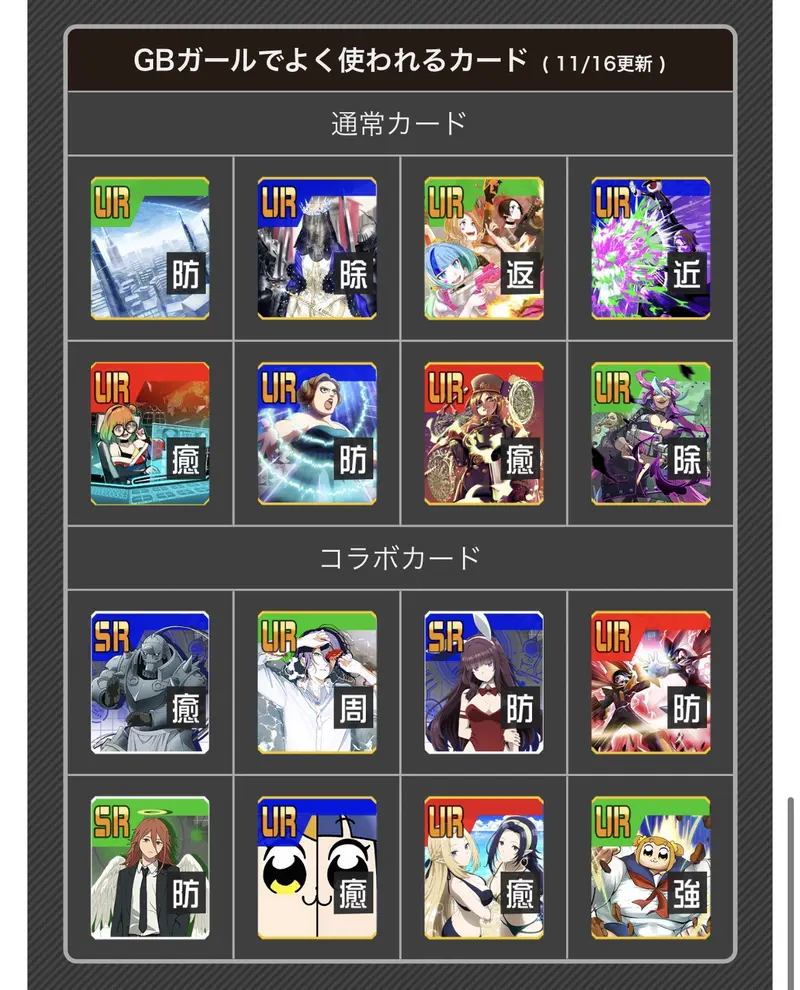 GBガールでよく使われるカード ( 11/16更新 )
通常カード
UR 防
UR 除
UR 返
UR 近
UR 癒
UR 防
UR 癒
UR 除
コラボカード
SR 癒
UR 周
SR 防
UR 防
SR 防
UR 癒
UR 癒
UR 強